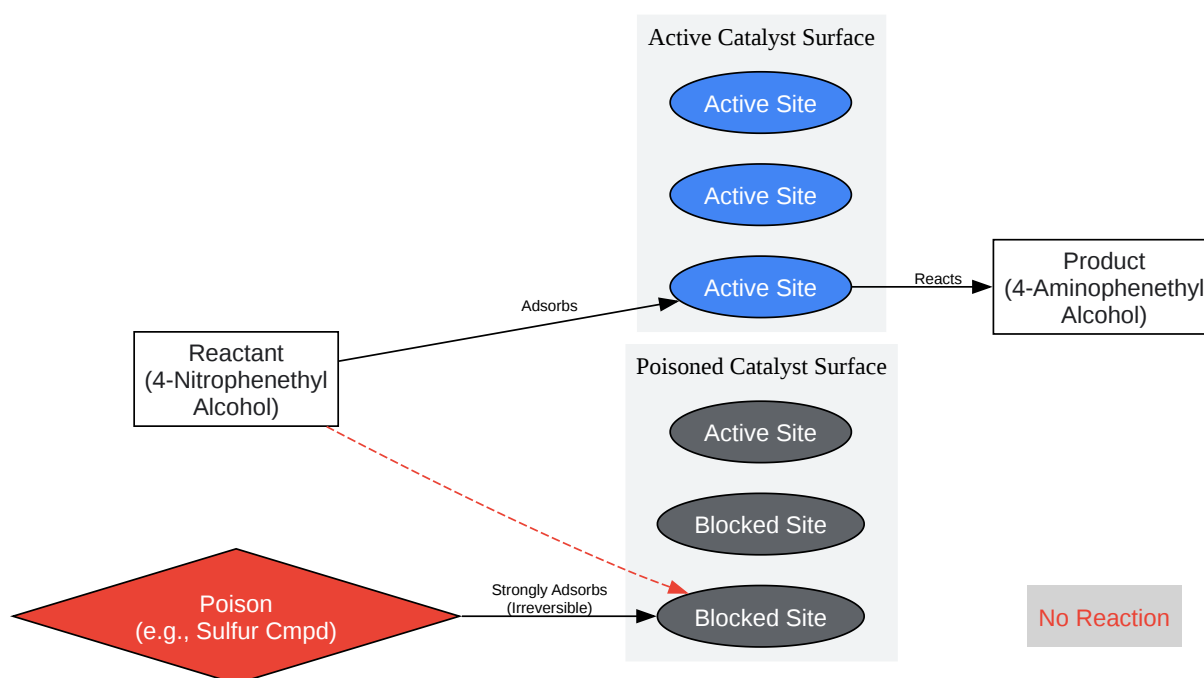 Active Catalyst Surface
Active Site
Active Site
Active Site
Adsorbs
Reacts
Product
(4-Aminophenethyl
Alcohol)
Reactant
(4-Nitrophenethyl
Alcohol)
Poisoned Catalyst Surface
Active Site
Blocked Site
Blocked Site
Strongly Adsorbs
(Irreversible)
Poison
(e.g., Sulfur Cmpd)
No Reaction